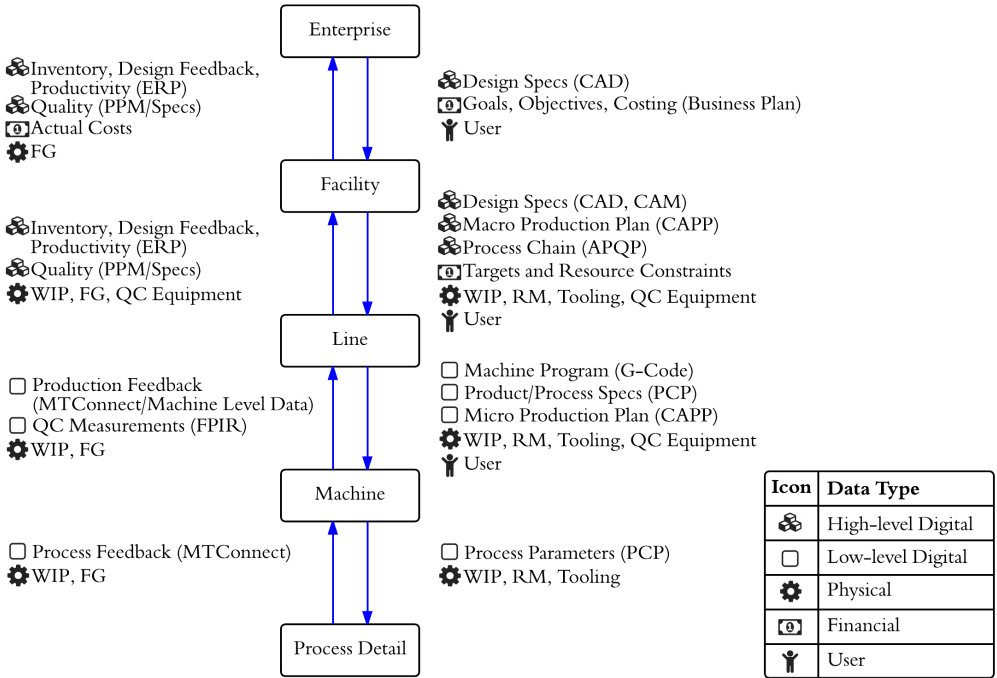 Enterprise
Inventory, Design Feedback,
Productivity (ERP)
Quality (PPM/Specs)
Actual Costs
FG
Design Specs (CAD)
Goals, Objectives, Costing (Business Plan)
User
Facility
Inventory, Design Feedback,
Productivity (ERP)
Quality (PPM/Specs)
WIP, FG, QC Equipment
Design Specs (CAD, CAM)
Macro Production Plan (CAPP)
Process Chain (APQP)
Targets and Resource Constraints
WIP, RM, Tooling, QC Equipment
User
Line
Production Feedback
(MTConnect/Machine Level Data)
QC Measurements (FPIR)
WIP, FG
Machine Program (G-Code)
Product/Process Specs (PCP)
Micro Production Plan (CAPP)
WIP, RM, Tooling, QC Equipment
User
Machine
Process Feedback (MTConnect)
WIP, FG
Process Parameters (PCP)
WIP, RM, Tooling
Process Detail
Icon Data Type
High-level Digital
Low-level Digital
Physical
Financial
User